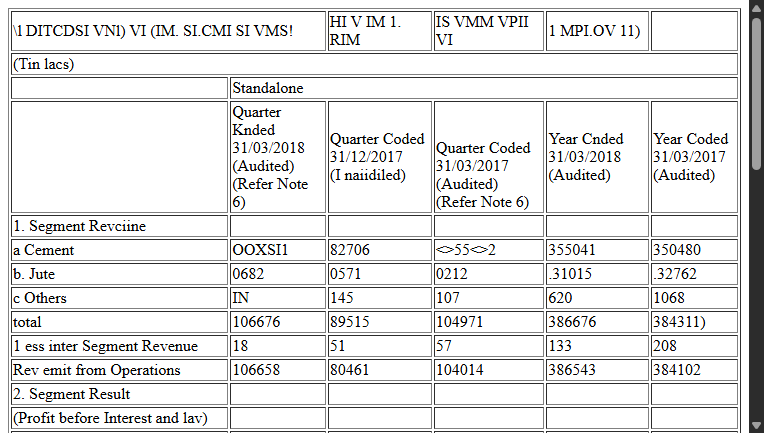 \l DITCDSI VNl) VI (IM. SI.CMI SI VMS! HI V IM 1. RIM IS VMM VPII VI 1 MPI.OV 11)
(Tin lacs)
Standalone
Quarter Knded 31/03/2018 (Audited) (Refer Note 6) Quarter Coded 31/12/2017 (I naiidiled) Quarter Coded 31/03/2017 (Audited) (Refer Note 6) Year Cnded 31/03/2018 (Audited) Year Coded 31/03/2017 (Audited)
1. Segment Revciine
a Cement OOXSI1 82706 <>55<>2 355041 350480
b. Jute 0682 0571 0212 .31015 .32762
c Others IN 145 107 620 1068
total 106676 89515 104971 386676 384311)
1 ess inter Segment Revenue 18 51 57 133 208
Rev emit from Operations 106658 80461 104014 386543 384102
2. Segment Result
(Profit before Interest and lav)